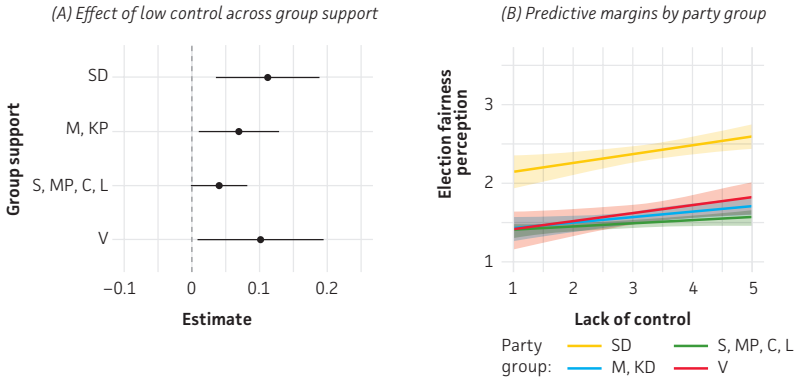 (A) Effect of low control across group support
Group support
SD
M, KP
S, MP, C, L
V
−0.1
0
0.1
0.2
Estimate
(B) Predictive margins by party group
Election fairness
perception
3
2
1
1
2
3
4
5
Lack of control
Party
group:
SD
S, MP, C, L
M, KD
V